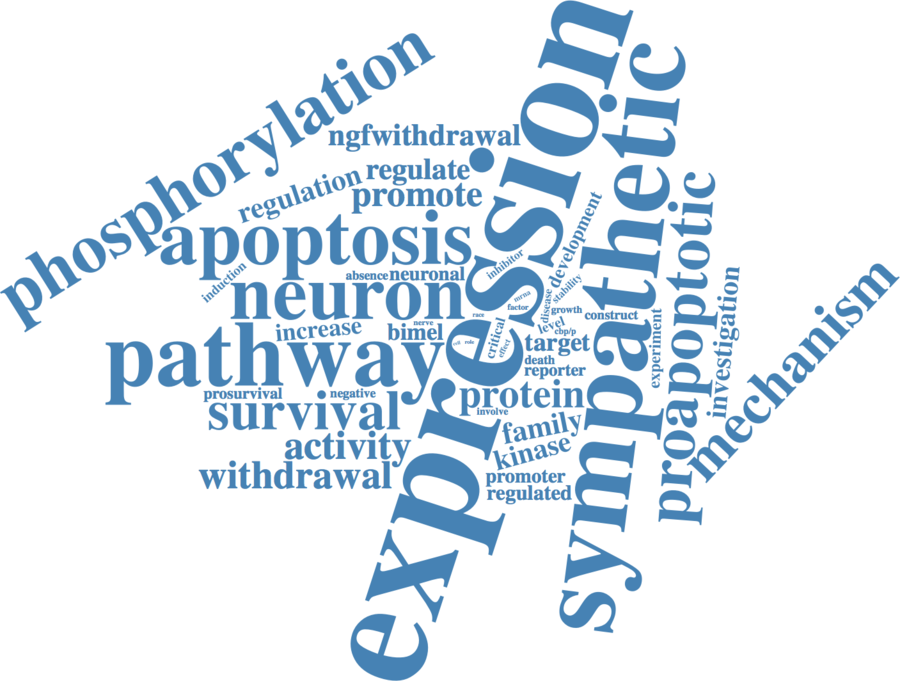 expression
sympathetic
phosphorylation
ngfwithdrawal
regulate
regulation
promote
apoptosis
development
proapoptotic
inhibitor
induction
absence
neuronal
neuron
mrna
disease
stability
factor
growth
construct
race
level
cbp/p
investigation
mechanism
increase
nerve
bimel
critical
effect
cell
role
experiment
pathway
target
death
reporter
prosurvival
negative
protein
survival
involve
family
activity
kinase
withdrawal
promoter
regulated